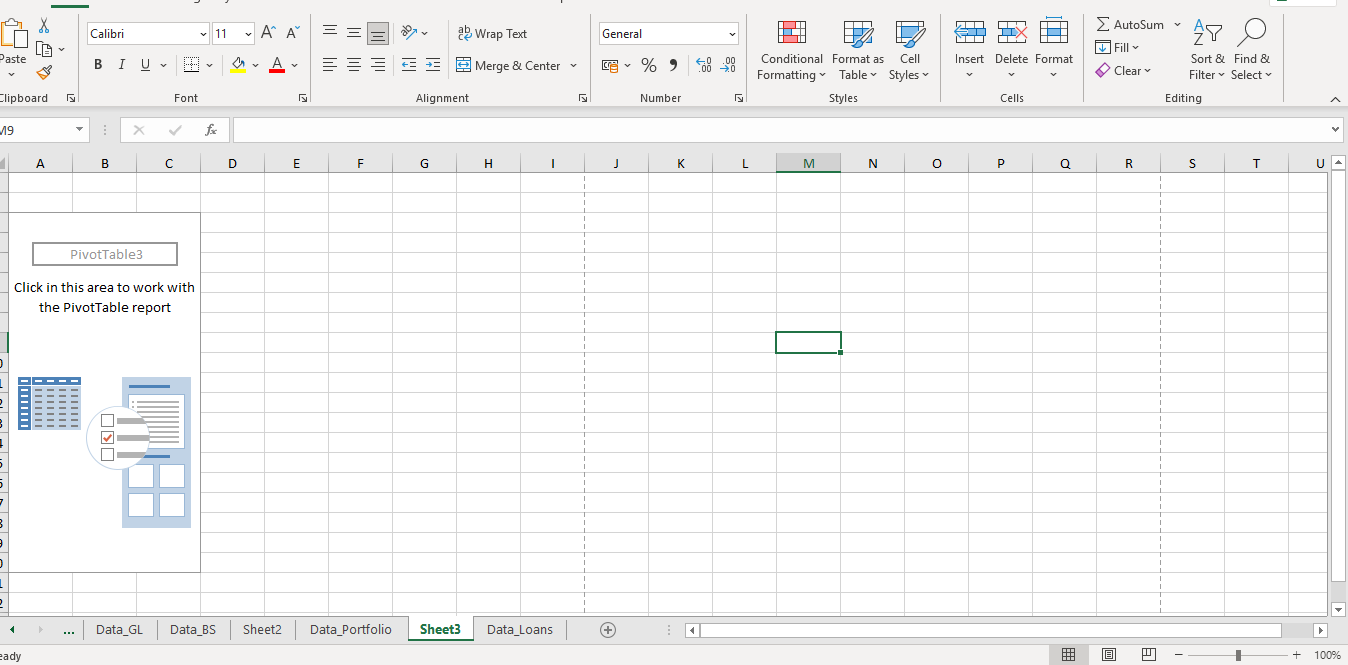 Calibri
11
A
A
ab
Wrap Text
General
AutoSum
Fill
Clear
Paste
B
I
U
A
Merge & Center
%
Conditional
Formatting
Format as
Table
Cell
Styles
Insert
Delete
Format
Sort &
Filter
Find &
Select
Clipboard
Font
Alignment
Number
Styles
Cells
Editing
M9
fx
A B C D E F G H I J K L M N O P Q R S T U
PivotTable3
Click in this area to work with
the PivotTable report
...
Data_GL
Data_BS
Sheet2
Data_Portfolio
Sheet3
Data_Loans
eady
100%